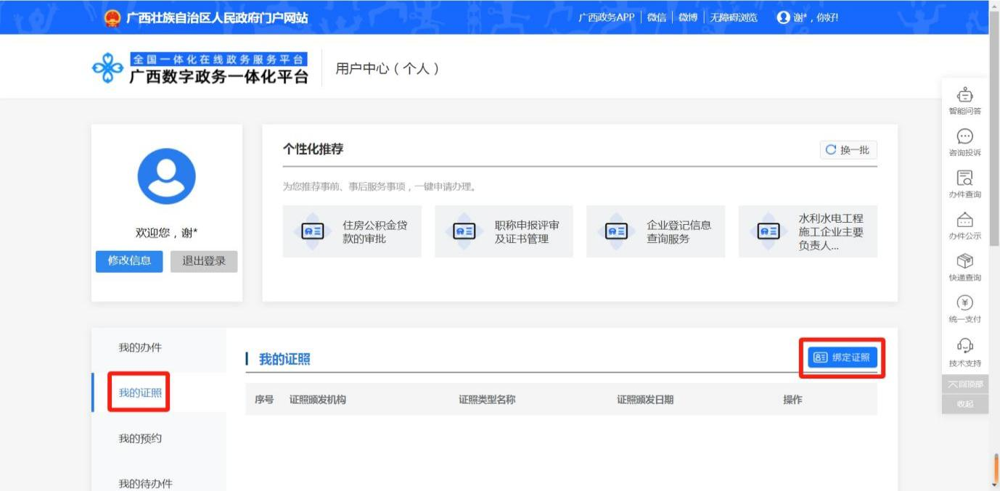 广西壮族自治区人民政府门户网站
广西政务APP
微信
微博
无障碍浏览
谢*，你好!
全国一体化在线政务服务平台
广西数字政务一体化平台
用户中心（个人）
欢迎您，谢*
修改信息
退出登录
个性化推荐
换一批
为您推荐事前、事后服务事项，一键申请办理。
住房公积金贷
款的审批
职称申报评审
及证书管理
企业登记信息
查询服务
水利水电工程
施工企业主要
负责人...
我的办件
我的证照
我的预约
我的待办件
我的证照
绑定证照
序号
证照颁发机构
证照类型名称
证照颁发日期
操作
智能问答
咨询投诉
办件查询
办件公示
快递查询
统一支付
技术支持
回顶部
收起